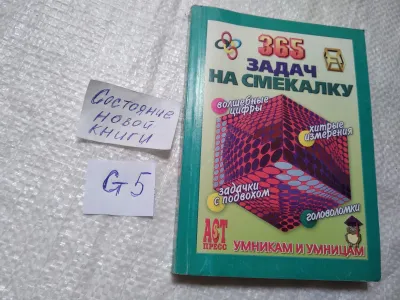 Состояние
новой
книги
G5
365
ЗАДАЧ
НА СМЕКАЛКУ
волшебные
цифры
хитрые
измерения
задачки
с подвохом
головоломки
АСТ
ПРЕСС
УМНИКАМ И УМНИЦАМ